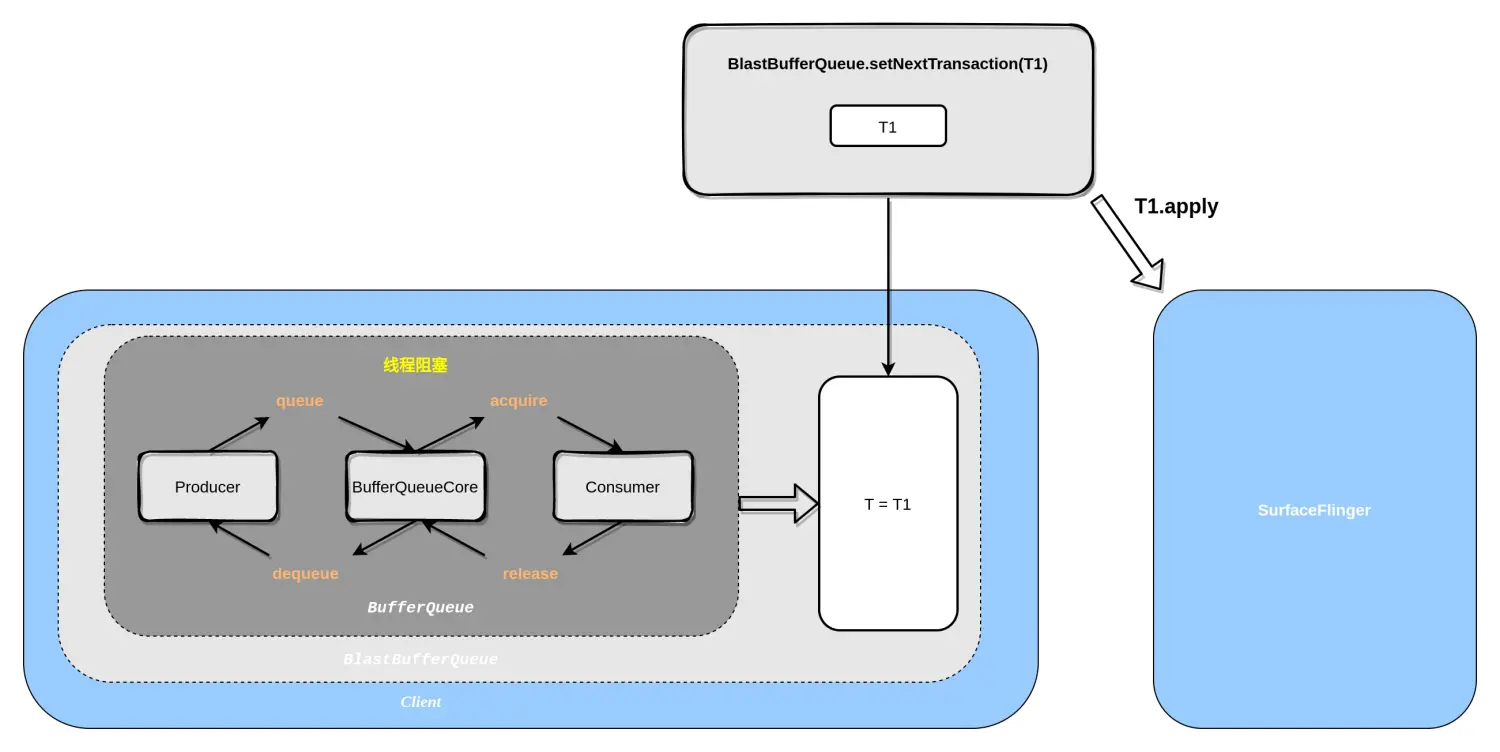 BlastBufferQueue.setNextTransaction(T1)
T1
T1.apply
线程阻塞
queue
acquire
Producer
BufferQueueCore
Consumer
T = T1
SurfaceFlinger
dequeue
release
BufferQueue
BlastBufferQueue
Client